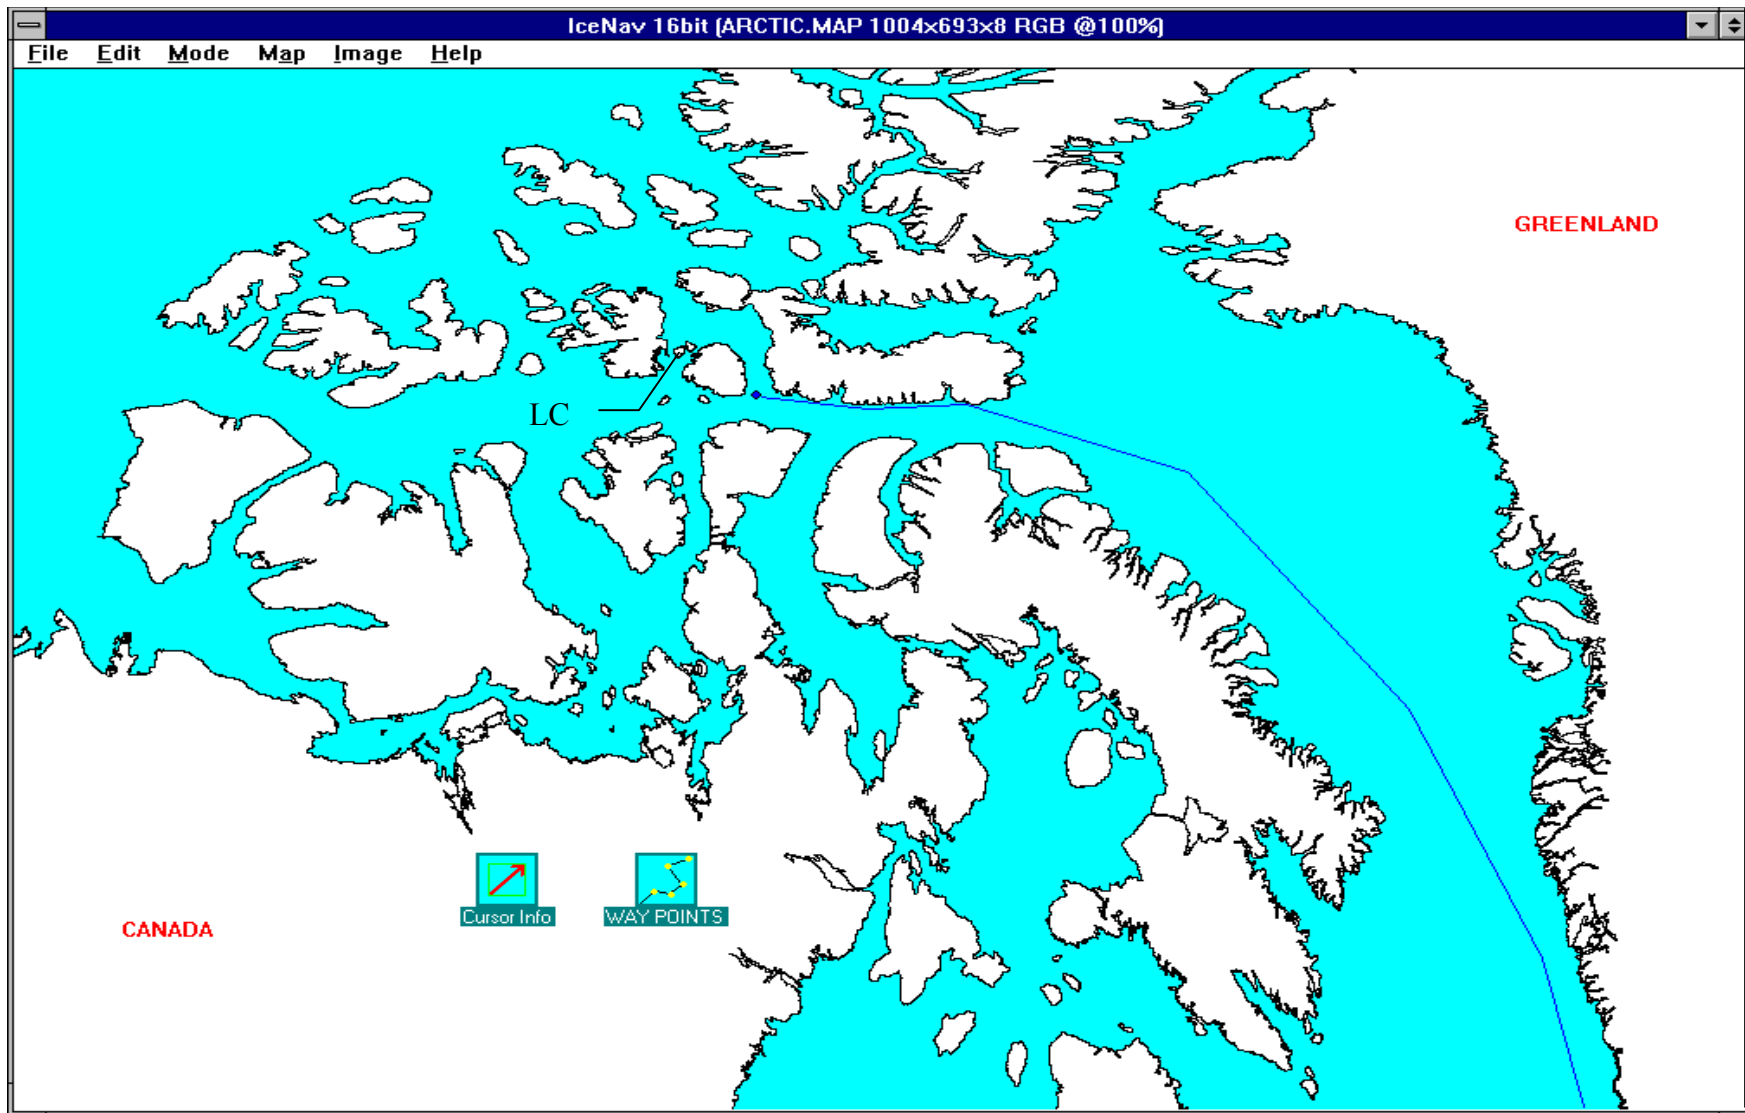 IceNav 16bit [ARCTIC.MAP 1004x693x8 RGB @100%]
File Edit Mode Map Image Help
GREENLAND
LC
Cursor Info
WAY POINTS
CANADA